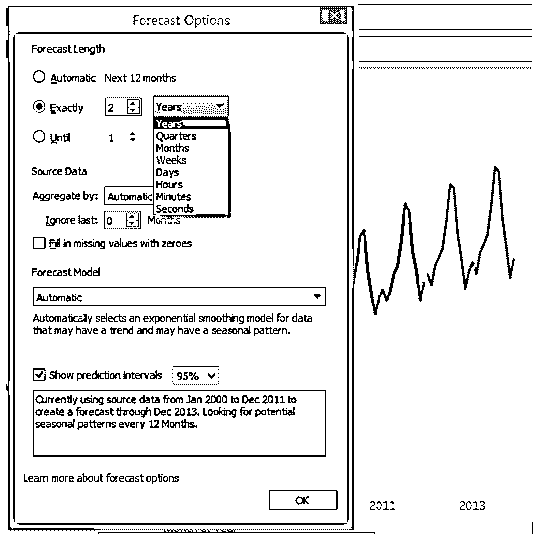 Forecast Options
Forecast Length
Automatic Next 12 months
Exactly 2 Years
Years
Until 1
Quarters
Months
Weeks
Source Data
Days
Hours
Aggregate by: Automatic
Minutes
Seconds
Ignore last: 0 Months
Fill in missing values with zeroes
Forecast Model
Automatic
Automatically selects an exponential smoothing model for data
that may have a trend and may have a seasonal pattern.
Show prediction intervals 95%
Currently using source data from Jan 2000 to Dec 2011 to
create a forecast through Dec 2013. Looking for potential
seasonal patterns every 12 Months.
Learn more about forecast options
OK
2011 2013